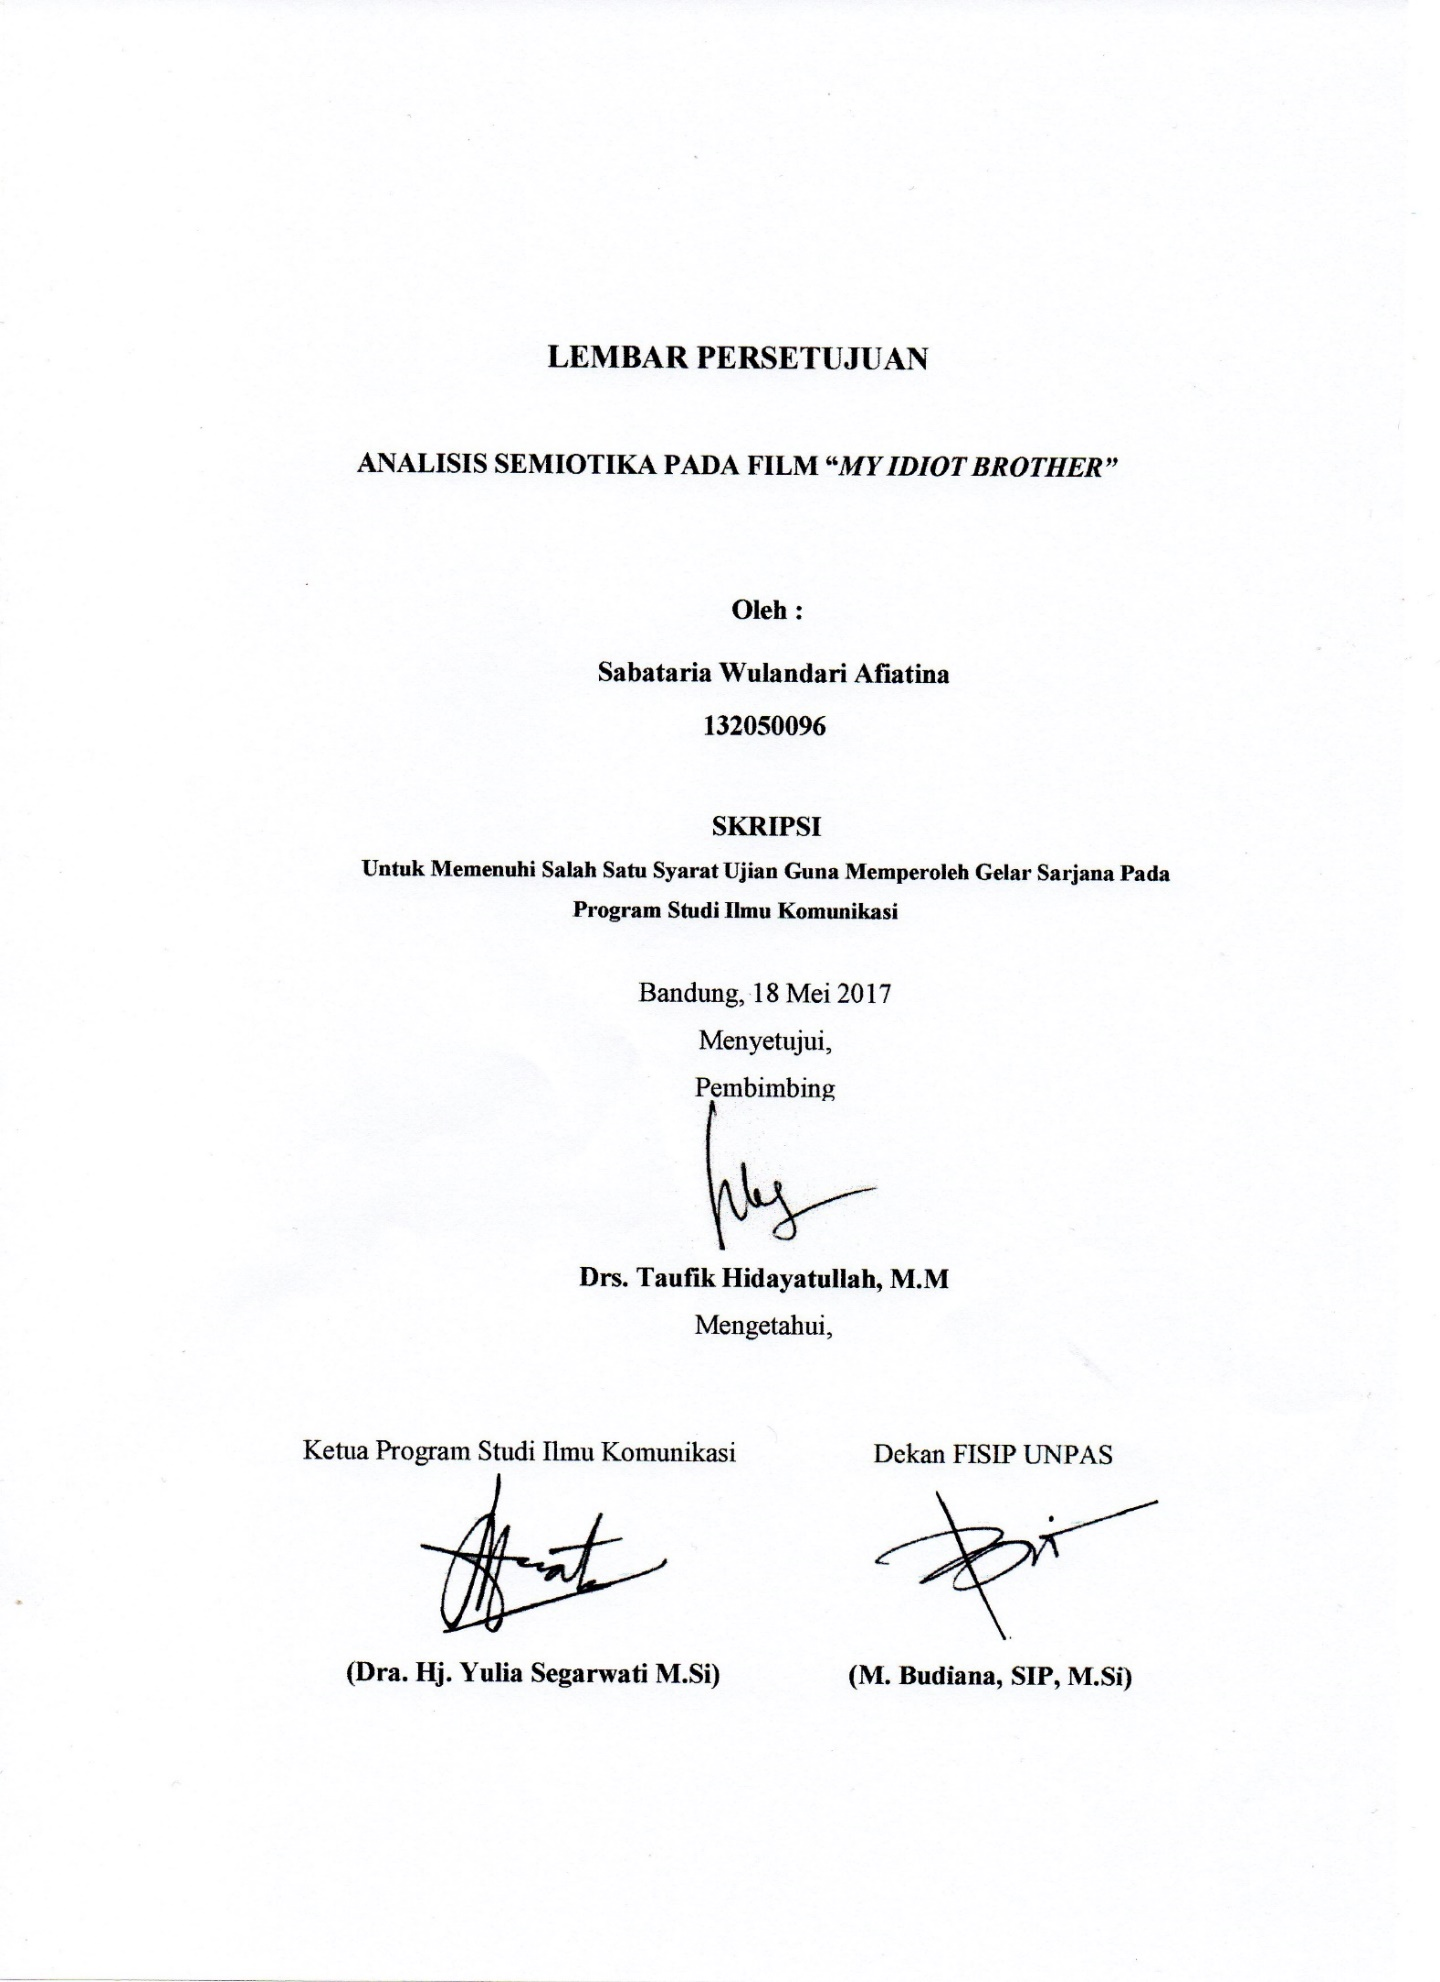 LEMBAR PERSETUJUAN
ANALISIS SEMIOTIKA PADA FILM “MY IDIOT BROTHER”
Oleh :
Sabataria Wulandari Afiatina
132050096
SKRIPSI
Untuk Memenuhi Salah Satu Syarat Ujian Guna Memperoleh Gelar Sarjana Pada
Program Studi Ilmu Komunikasi
Bandung, 18 Mei 2017
Menyetujui,
Pembimbing
Drs. Taufik Hidayatullah, M.M
Mengetahui,
Ketua Program Studi Ilmu Komunikasi
Dekan FISIP UNPAS
(Dra. Hj. Yulia Segarwati M.Si)
(M. Budiana, SIP, M.Si)